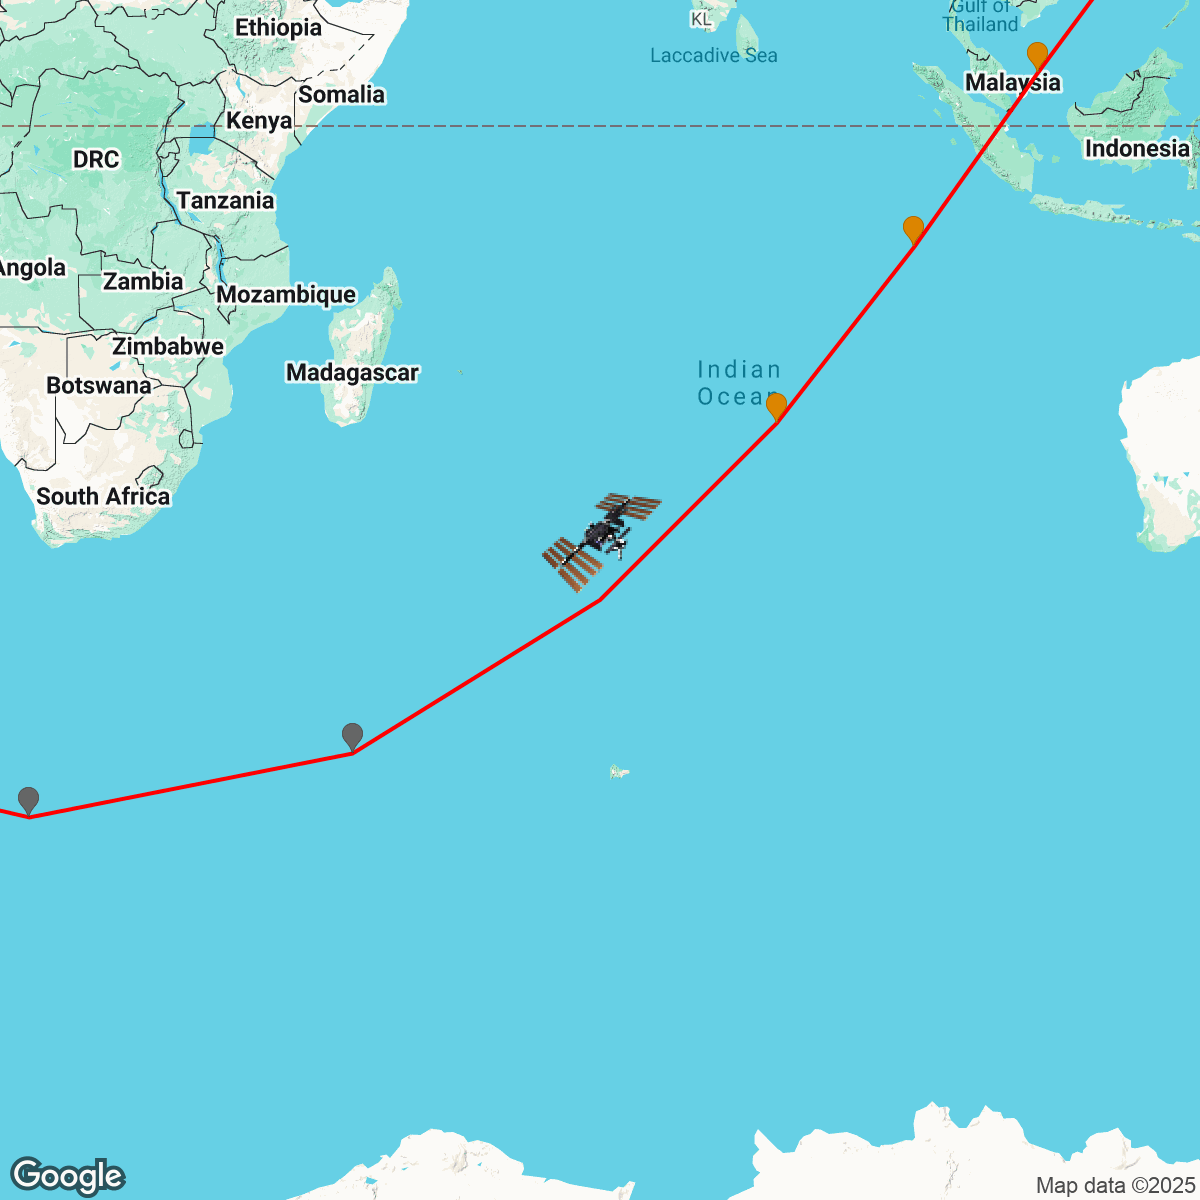 Ethiopia
KL
Gulf of
Thailand
Laccadive Sea
Somalia
Malaysia
Kenya
DRC
Indonesia
Tanzania
Angola
Zambia
Mozambique
Zimbabwe
Madagascar
Botswana
Indian
Ocean
South Africa
Google
Map data ©2025